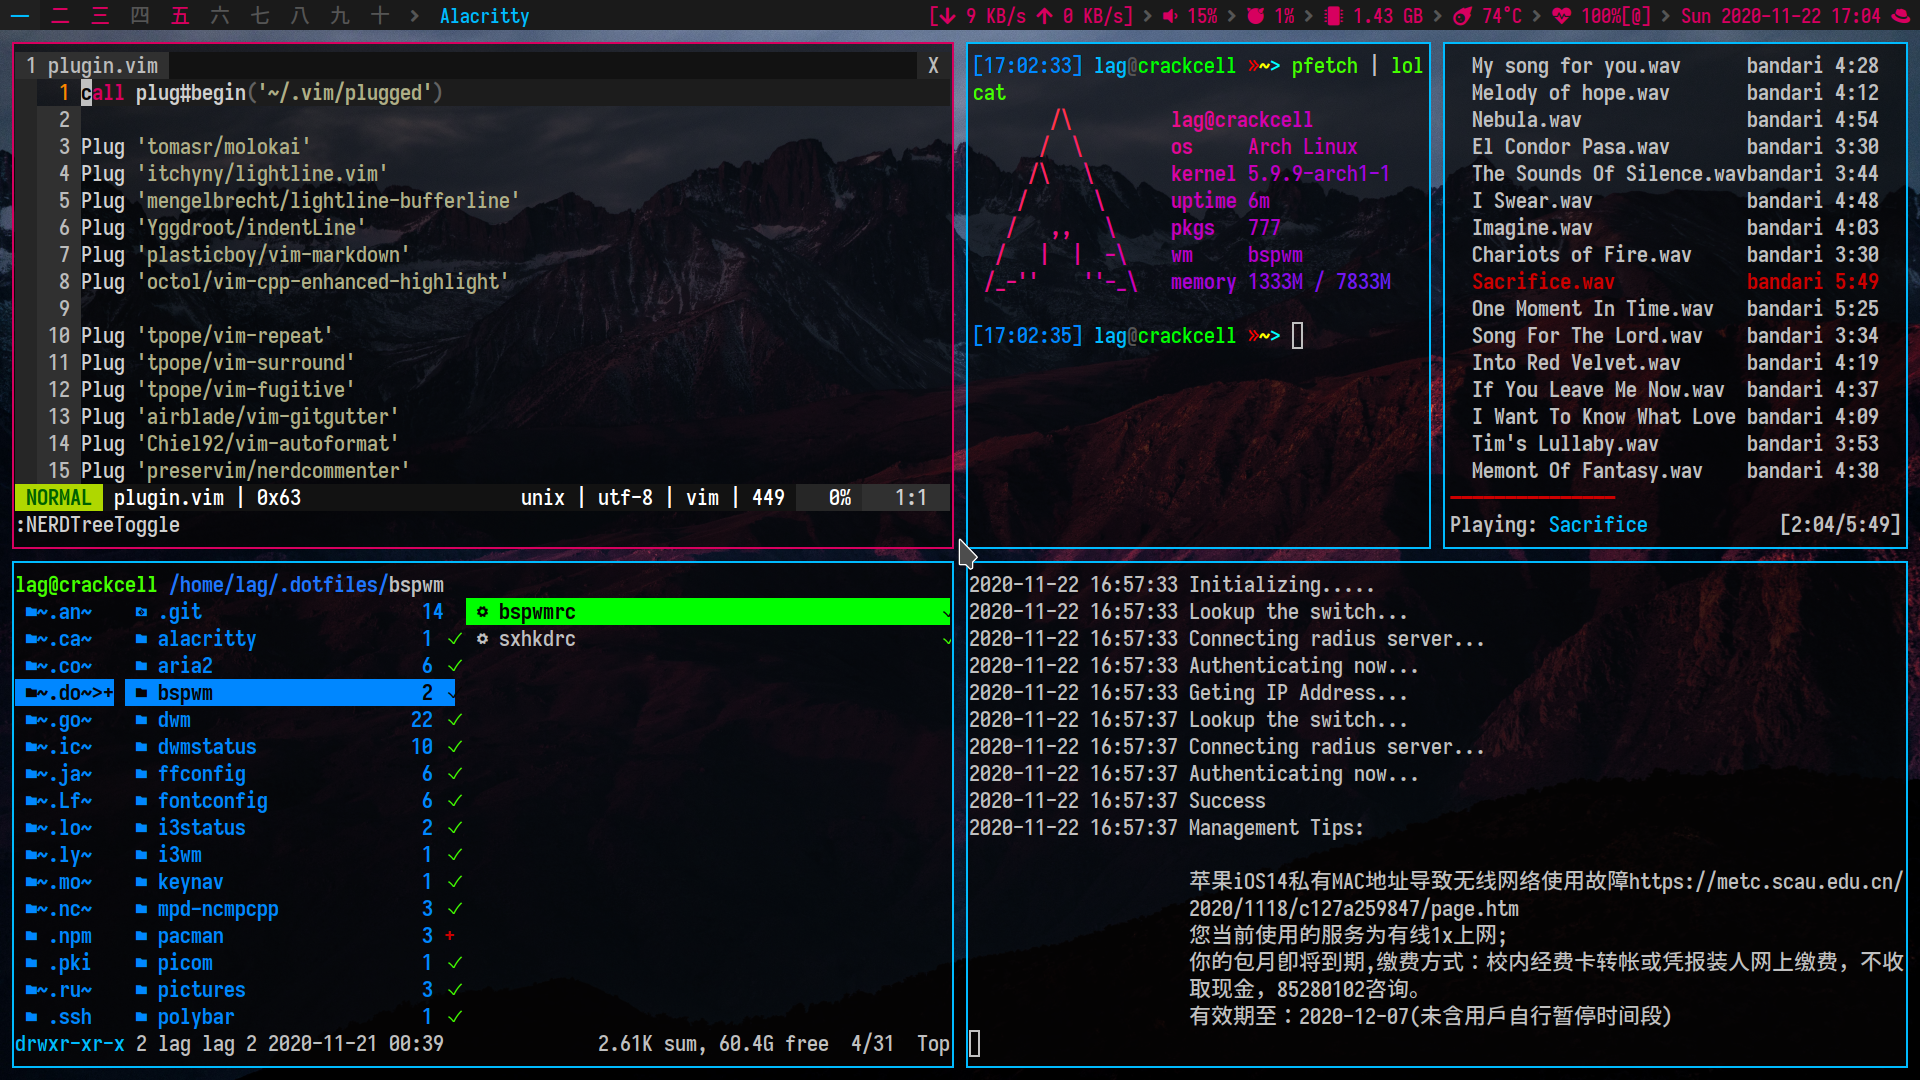 一 二 三 四 五 六 七 八 九 十 Alacritty [ 9 KB/s 0 KB/s] 15% 1% 1.43 GB 74°C 100%[@] Sun 2020-11-22 17:04
1 plugin.vim X
1 call plug#begin('~/.vim/plugged')
2
3 Plug 'tomasr/molokai'
4 Plug 'itchyny/lightline.vim'
5 Plug 'mengelbrecht/lightline-bufferline'
6 Plug 'Yggdroot/indentLine'
7 Plug 'plasticboy/vim-markdown'
8 Plug 'octol/vim-cpp-enhanced-highlight'
9
10 Plug 'tpope/vim-repeat'
11 Plug 'tpope/vim-surround'
12 Plug 'tpope/vim-fugitive'
13 Plug 'airblade/vim-gitgutter'
14 Plug 'Chiel92/vim-autoformat'
15 Plug 'preservim/nerdcommenter'
NORMAL plugin.vim | 0x63 unix | utf-8 | vim | 449 0% 1:1
:NERDTreeToggle
[17:02:33] lag@crackcell »~> pfetch | lol
cat
lag@crackcell
os Arch Linux
kernel 5.9.9-arch1-1
uptime 6m
pkgs 777
wm bspwm
memory 1333M / 7833M
[17:02:35] lag@crackcell »~>
My song for you.wav bandari 4:28
Melody of hope.wav bandari 4:12
Nebula.wav bandari 4:54
El Condor Pasa.wav bandari 3:30
The Sounds Of Silence.wavbandari 3:44
I Swear.wav bandari 4:48
Imagine.wav bandari 4:03
Chariots of Fire.wav bandari 3:30
Sacrifice.wav bandari 5:49
One Moment In Time.wav bandari 5:25
Song For The Lord.wav bandari 3:34
Into Red Velvet.wav bandari 4:19
If You Leave Me Now.wav bandari 4:37
I Want To Know What Love bandari 4:09
Tim's Lullaby.wav bandari 3:53
Memont Of Fantasy.wav bandari 4:30
Playing: Sacrifice [2:04/5:49]
lag@crackcell /home/lag/.dotfiles/bspwm
~.an~ .git 14 bspwmrc ✓
~.ca~ alacritty 1 ✓ sxhkdrc ✓
~.co~ aria2 6 ✓
~.do~>+ bspwm 2 ✓
~.go~ dwm 22 ✓
~.ic~ dwmstatus 10 ✓
~.ja~ ffconfig 6 ✓
~.Lf~ fontconfig 6 ✓
~.lo~ i3status 2 ✓
~.ly~ i3wm 1 ✓
~.mo~ keynav 1 ✓
~.nc~ mpd-ncmpcpp 3 ✓
.npm pacman 3 +
.pki picom 1 ✓
~.ru~ pictures 3 ✓
.ssh polybar 1 ✓
drwxr-xr-x 2 lag lag 2 2020-11-21 00:39 2.61K sum, 60.4G free 4/31 Top
2020-11-22 16:57:33 Initializing.....
2020-11-22 16:57:33 Lookup the switch...
2020-11-22 16:57:33 Connecting radius server...
2020-11-22 16:57:33 Authenticating now...
2020-11-22 16:57:33 Geting IP Address...
2020-11-22 16:57:37 Lookup the switch...
2020-11-22 16:57:37 Connecting radius server...
2020-11-22 16:57:37 Authenticating now...
2020-11-22 16:57:37 Success
2020-11-22 16:57:37 Management Tips:
苹果iOS14私有MAC地址导致无线网络使用故障https://metc.scau.edu.cn/
2020/1118/c127a259847/page.htm
您当前使用的服务为有线1x上网;
你的包月即将到期,缴费方式：校内经费卡转帐或凭报装人网上缴费，不收
取现金，85280102咨询。
有效期至：2020-12-07(未含用戶自行暂停时间段)